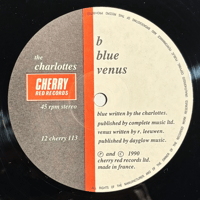 the
charlottes
CHERRY
RED RECORDS
45 rpm stereo
12 cherry 113
b
blue
venus
blue written by the charlottes.
published by complete music ltd.
venus written by r. leeuwen.
published by dayglow music ltd.
℗ and © 1990
cherry red records ltd.
made in france.